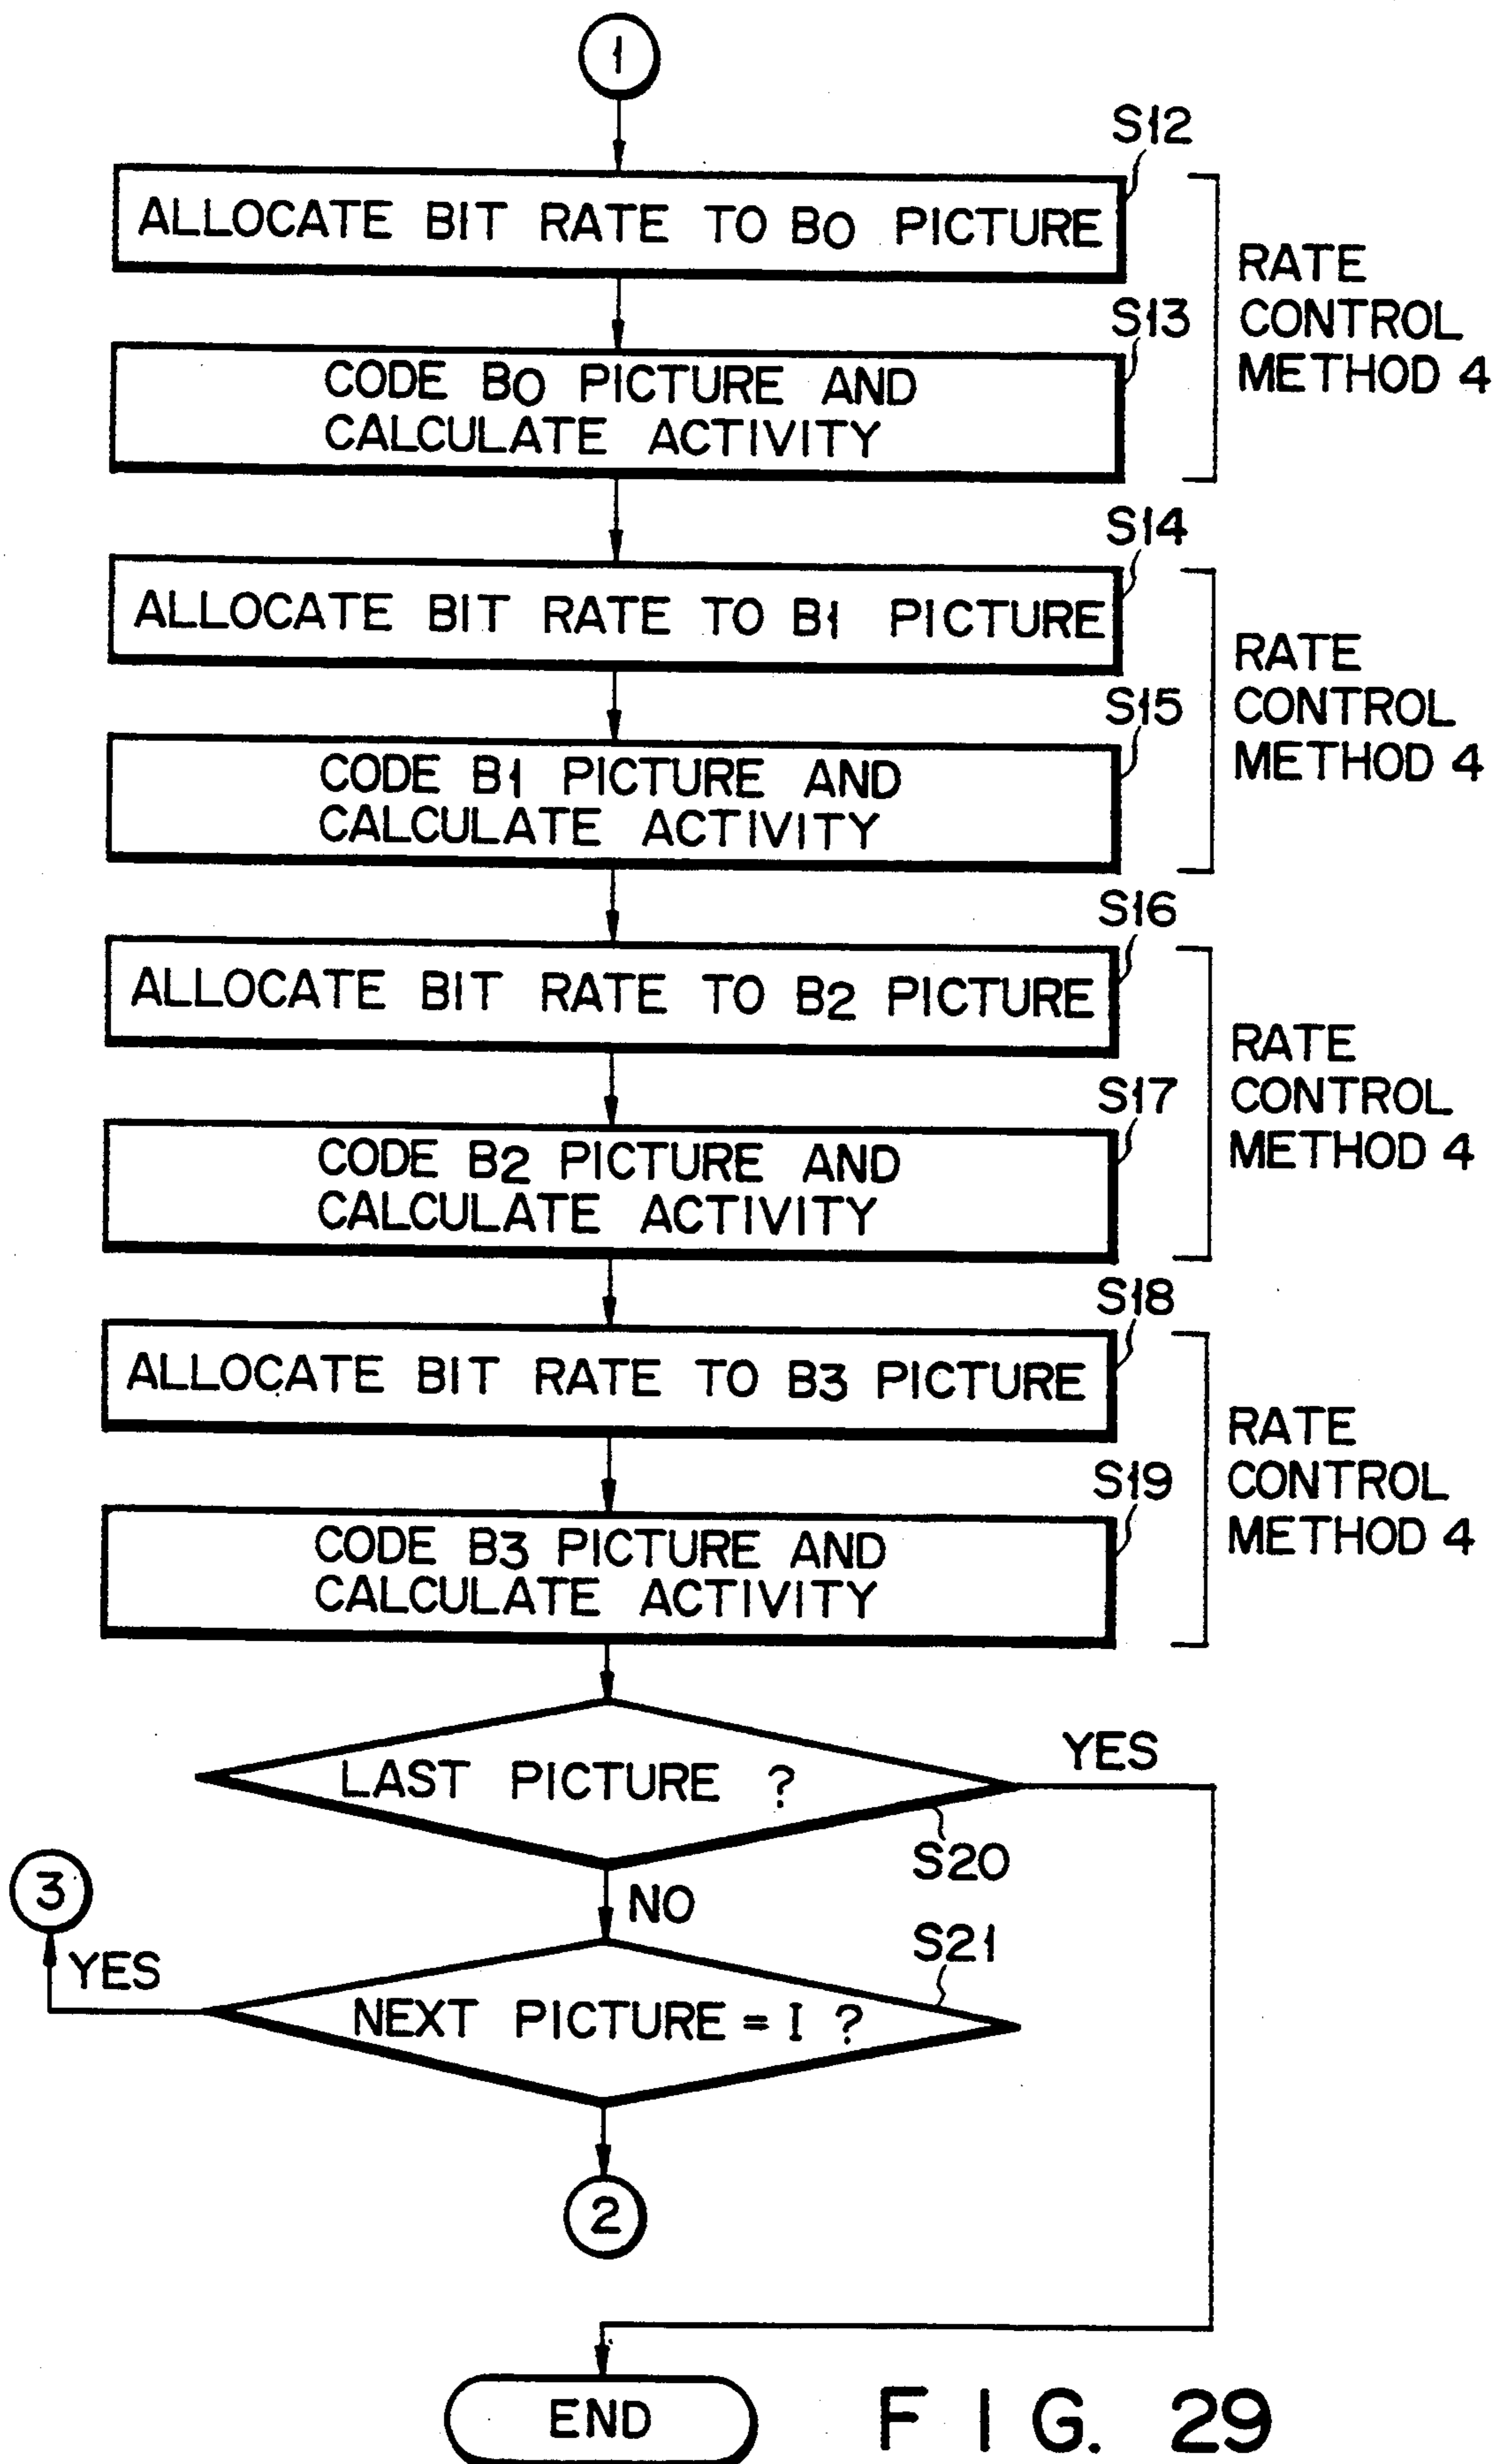 1
S12
ALLOCATE BIT RATE TO B0 PICTURE
RATE
CONTROL
METHOD 4
S13
CODE B0 PICTURE AND
CALCULATE ACTIVITY
S14
ALLOCATE BIT RATE TO B1 PICTURE
RATE
CONTROL
METHOD 4
S15
CODE B1 PICTURE AND
CALCULATE ACTIVITY
S16
ALLOCATE BIT RATE TO B2 PICTURE
RATE
CONTROL
METHOD 4
S17
CODE B2 PICTURE AND
CALCULATE ACTIVITY
S18
ALLOCATE BIT RATE TO B3 PICTURE
RATE
CONTROL
METHOD 4
S19
CODE B3 PICTURE AND
CALCULATE ACTIVITY
LAST PICTURE ?
YES
S20
3
NO
YES
S21
NEXT PICTURE = I ?
2
END
FIG. 29